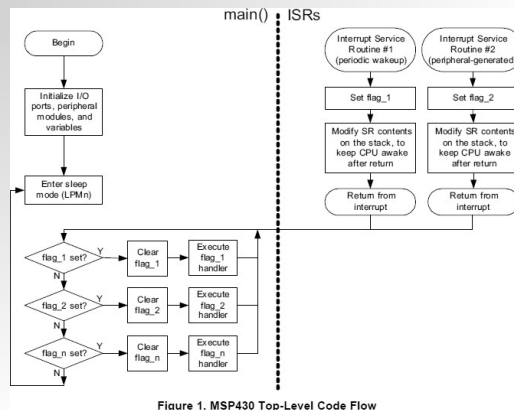 main()
ISRs
Begin
Initialize I/O
ports, peripheral
modules, and
variables
Enter sleep
mode (LPMn)
flag_1 set?
Y
N
Clear
flag_1
Execute
flag_1
handler
flag_2 set?
Y
N
Clear
flag_2
Execute
flag_2
handler
flag_n set?
Y
N
Clear
flag_n
Execute
flag_n
handler
Interrupt Service
Routine #1
(periodic wakeup)
Set flag_1
Modify SR contents
on the stack, to
keep CPU awake
after return
Return from
interrupt
Interrupt Service
Routine #2
(peripheral-generated)
Set flag_2
Modify SR contents
on the stack, to
keep CPU awake
after return
Return from
interrupt
Figure 1. MSP430 Top-Level Code Flow